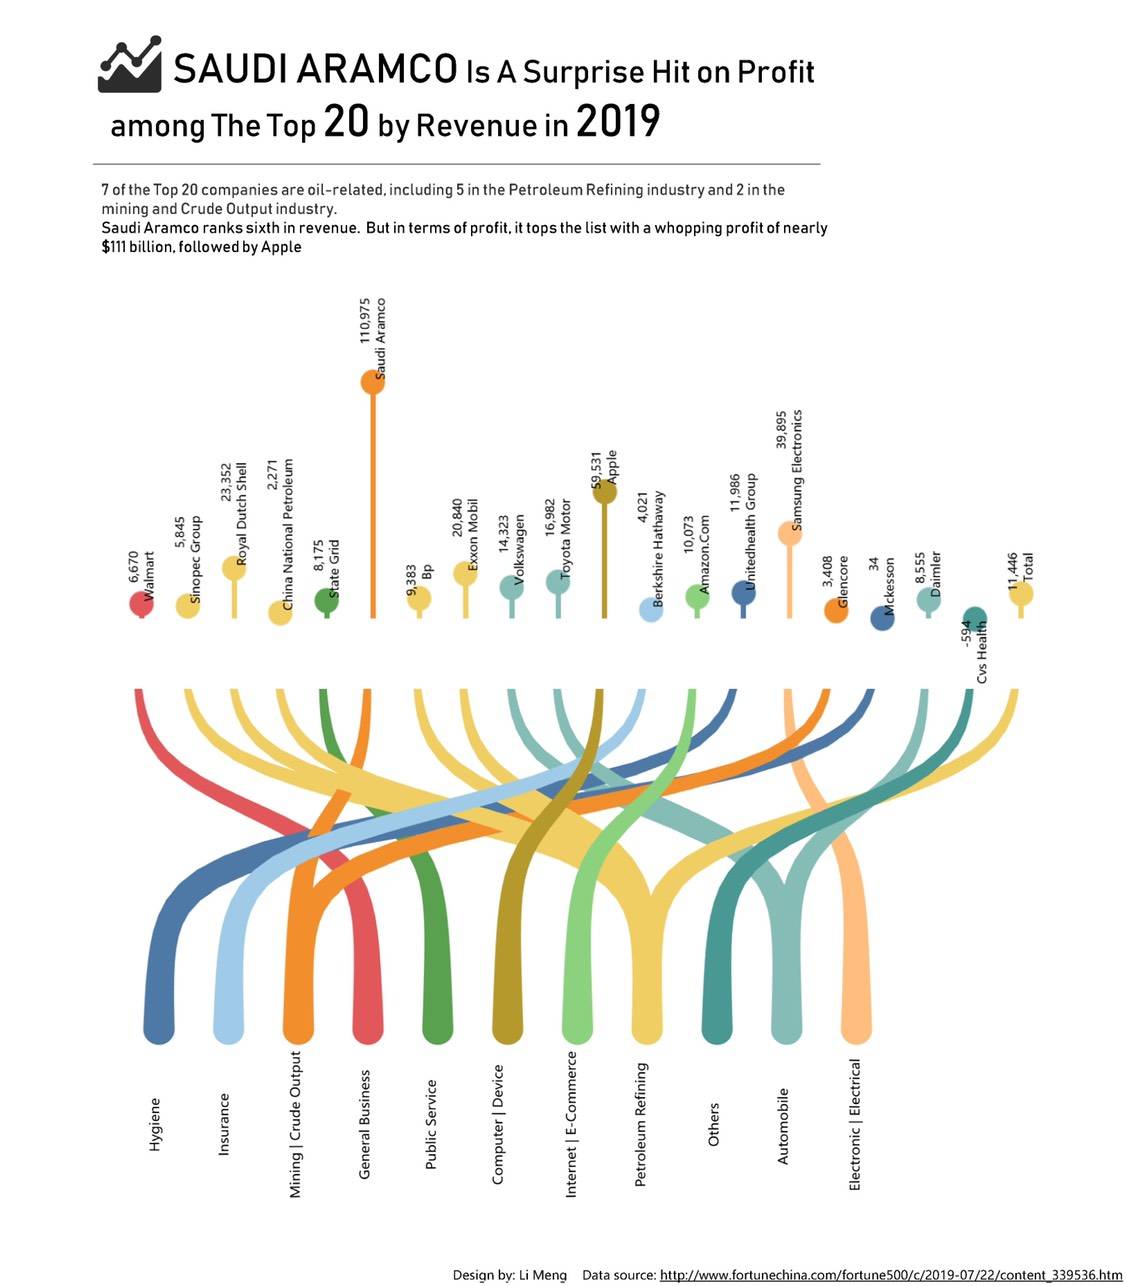 SAUDI ARAMCO Is A Surprise Hit on Profit
among The Top 20 by Revenue in 2019
7 of the Top 20 companies are oil-related, including 5 in the Petroleum Refining industry and 2 in the
mining and Crude Output industry.
Saudi Aramco ranks sixth in revenue. But in terms of profit, it tops the list with a whopping profit of nearly
$111 billion, followed by Apple
6,670
Walmart
5,845
Sinopec Group
23,352
Royal Dutch Shell
2,271
China National Petroleum
8,175
State Grid
110,975
Saudi Aramco
9,383
Bp
20,840
Exxon Mobil
14,323
Volkswagen
16,982
Toyota Motor
59,531
Apple
4,021
Berkshire Hathaway
10,073
Amazon.Com
11,986
Unitedhealth Group
39,895
Samsung Electronics
3,408
Glencore
34
Mckesson
8,555
Daimler
-594
Cvs Health
11,446
Total
Hygiene
Insurance
Mining | Crude Output
General Business
Public Service
Computer | Device
Internet | E-Commerce
Petroleum Refining
Others
Automobile
Electronic | Electrical
Design by: Li Meng Data source: http://www.fortunechina.com/fortune500/c/2019-07/22/content_339536.htm